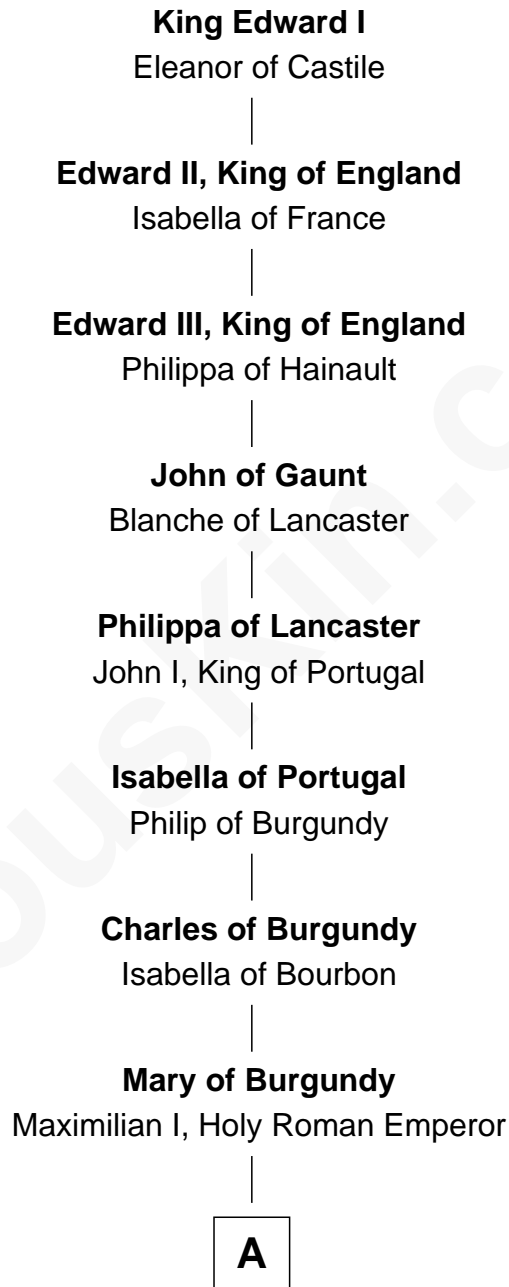 King Edward I
Eleanor of Castile
Edward II, King of England
Isabella of France
Edward III, King of England
Philippa of Hainault
John of Gaunt
Blanche of Lancaster
Philippa of Lancaster
John I, King of Portugal
Isabella of Portugal
Philip of Burgundy
Charles of Burgundy
Isabella of Bourbon
Mary of Burgundy
Maximilian I, Holy Roman Emperor
A